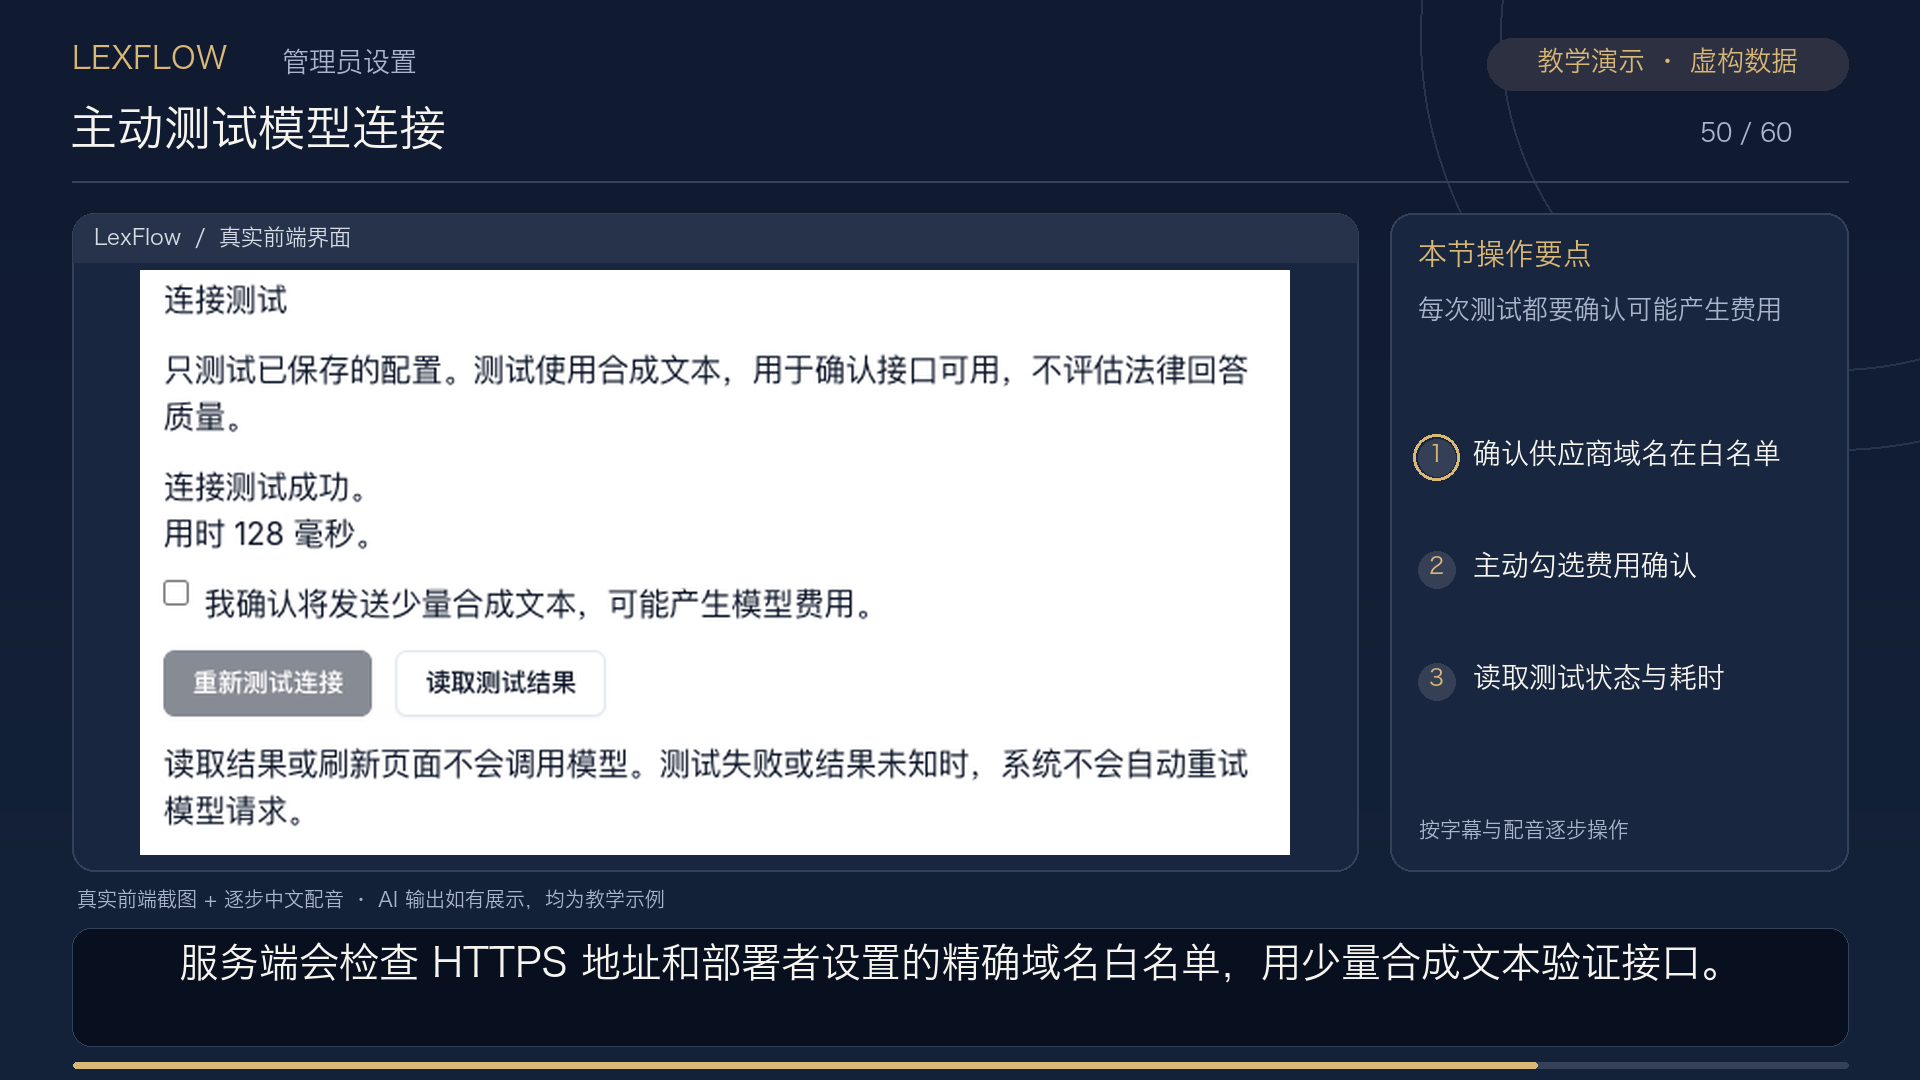 LEXFLOW 管理员设置
教学演示 · 虚构数据
主动测试模型连接
50 / 60
LexFlow / 真实前端界面
连接测试
只测试已保存的配置。测试使用合成文本，用于确认接口可用，不评估法律回答
质量。
连接测试成功。
用时 128 毫秒。
我确认将发送少量合成文本，可能产生模型费用。
重新测试连接 读取测试结果
读取结果或刷新页面不会调用模型。测试失败或结果未知时，系统不会自动重试
模型请求。
本节操作要点
每次测试都要确认可能产生费用
1 确认供应商域名在白名单
2 主动勾选费用确认
3 读取测试状态与耗时
按字幕与配音逐步操作
真实前端截图 + 逐步中文配音 · AI 输出如有展示，均为教学示例
服务端会检查 HTTPS 地址和部署者设置的精确域名白名单，用少量合成文本验证接口。